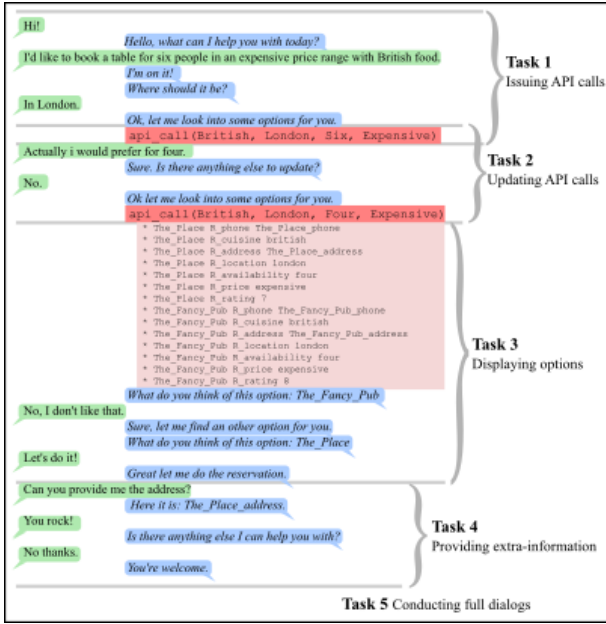 Hi!
Hello, what can I help you with today?
I'd like to book a table for six people in an expensive price range with British food.
I'm on it!
Where should it be?
In London.
Ok, let me look into some options for you.
api_call(British, London, Six, Expensive)
Task 1
Issuing API calls
Actually i would prefer for four.
Sure. Is there anything else to update?
No.
Ok let me look into some options for you.
api_call(British, London, Four, Expensive)
Task 2
Updating API calls
* The_Place R_phone The_Place_phone
* The_Place R_cuisine british
* The_Place R_address The_Place_address
* The_Place R_location london
* The_Place R_availability four
* The_Place R_price expensive
* The_Place R_rating 7
* The_Fancy_Pub R_phone The_Fancy_Pub_phone
* The_Fancy_Pub R_cuisine british
* The_Fancy_Pub R_address The_Fancy_Pub_address
* The_Fancy_Pub R_location london
* The_Fancy_Pub R_availability four
* The_Fancy_Pub R_price expensive
* The_Fancy_Pub R_rating 8
What do you think of this option: The_Fancy_Pub
No, I don't like that.
Sure, let me find an other option for you.
What do you think of this option: The_Place
Let's do it!
Great let me do the reservation.
Task 3
Displaying options
Can you provide me the address?
Here it is: The_Place_address.
You rock!
Is there anything else I can help you with?
No thanks.
You're welcome.
Task 4
Providing extra-information
Task 5 Conducting full dialogs